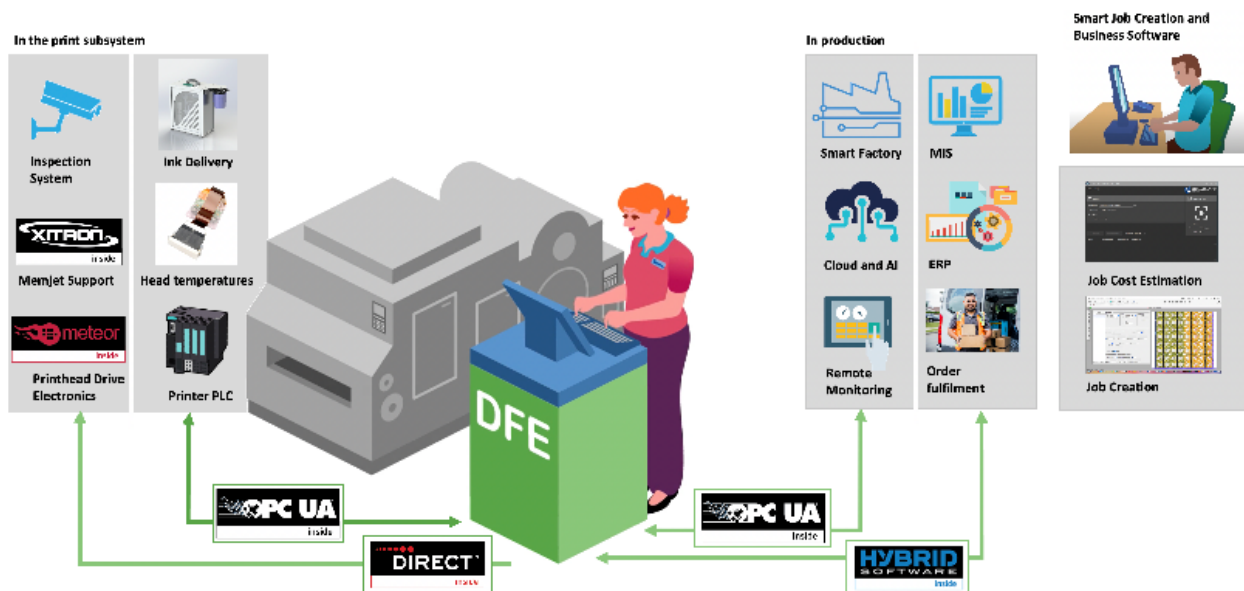 In the print subsystem
Inspection
System
Ink Delivery
XITRON
inside
Memjet Support
Head temperatures
meteor
inside
Printhead Drive
Electronics
Printer PLC
DFE
OPC UA
inside
DIRECT
inside
In production
Smart Factory
MIS
Cloud and AI
ERP
Remote
Monitoring
Order
fulfilment
OPC UA
inside
HYBRID
SOFTWARE
inside
Smart Job Creation and
Business Software
Job Cost Estimation
Job Creation